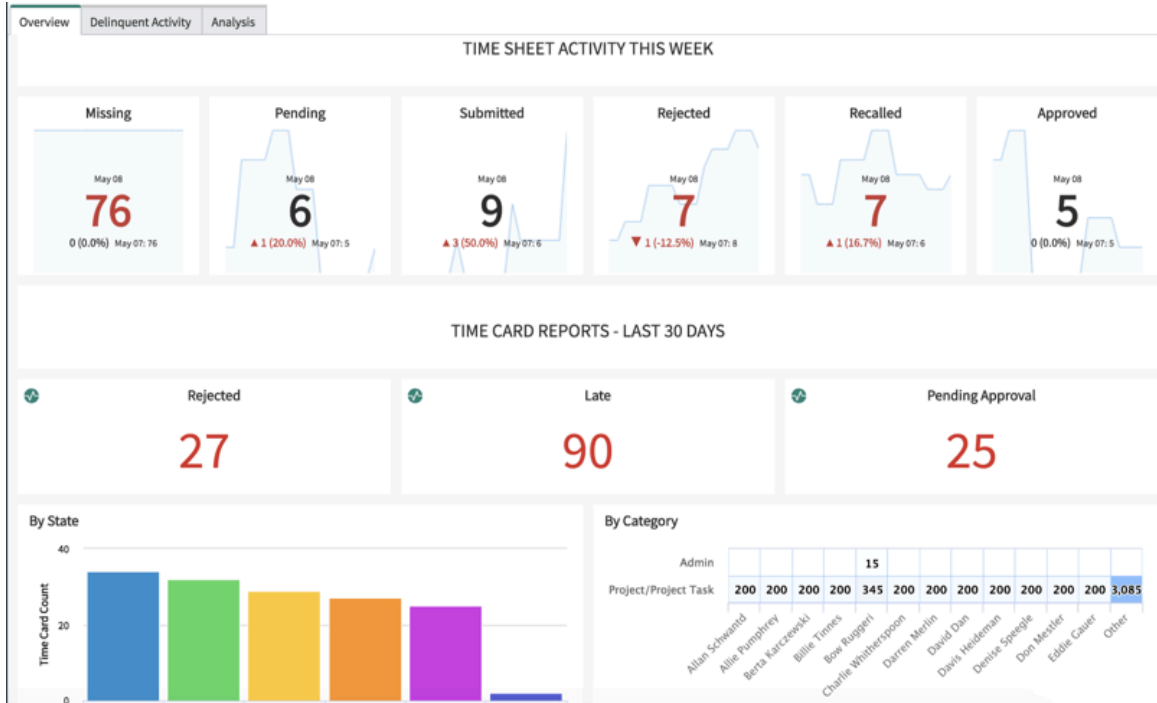 Overview Delinquent Activity Analysis
TIME SHEET ACTIVITY THIS WEEK
Missing Pending Submitted Rejected Recalled Approved
May 08 May 08 May 08 May 08 May 08 May 08
76 6 9 7 7 5
0 (0.0%) May 07: 76 ▲ 1 (20.0%) May 07: 5 ▲ 3 (50.0%) May 07: 6 ▼ 1 (-12.5%) May 07: 8 ▲ 1 (16.7%) May 07: 6 0 (0.0%) May 07: 5
TIME CARD REPORTS - LAST 30 DAYS
Rejected Late Pending Approval
27 90 25
By State
40
20
0
Time Card Count
By Category
Admin 15
Project/Project Task 200 200 200 200 345 200 200 200 200 200 200 200 3,085
Allan Schwantd
Allie Pumphrey
Berta Karczewski
Billie Tinnes
Bow Ruggeri
Charlie Whitherspoon
Darren Merlin
David Dan
Davis Heideman
Denise Speegle
Don Mestler
Eddie Gauer
Other